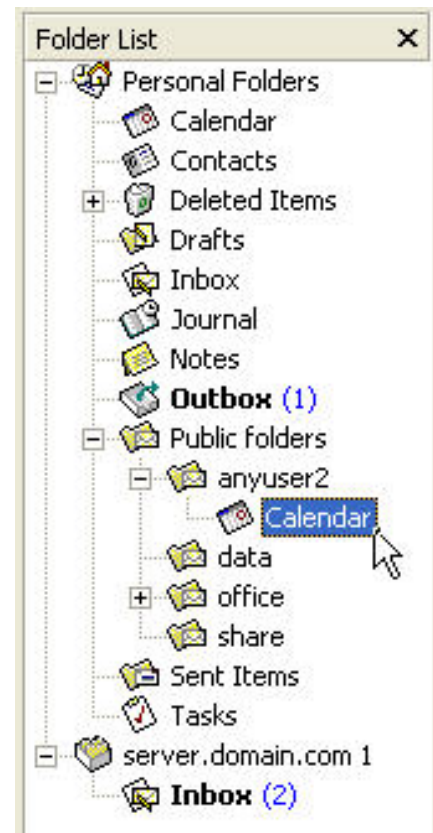 Folder List
Personal Folders
Calendar
Contacts
Deleted Items
Drafts
Inbox
Journal
Notes
Outbox (1)
Public folders
anyuser2
Calendar
data
office
share
Sent Items
Tasks
server.domain.com 1
Inbox (2)